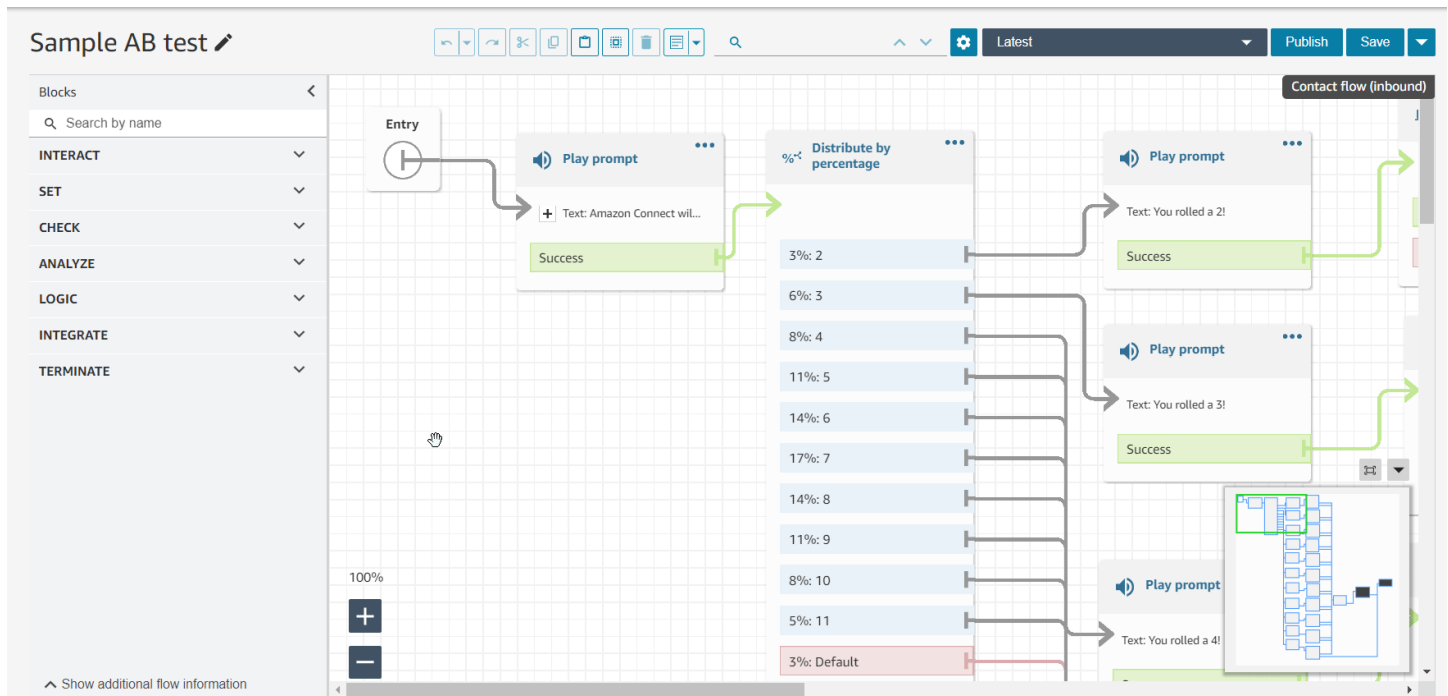 Sample AB test
Latest
Publish
Save
Contact flow (inbound)
Blocks
Search by name
INTERACT
SET
CHECK
ANALYZE
LOGIC
INTEGRATE
TERMINATE
Show additional flow information
100%
Entry
Play prompt
Text: Amazon Connect wil...
Success
Distribute by
percentage
3%: 2
6%: 3
8%: 4
11%: 5
14%: 6
17%: 7
14%: 8
11%: 9
8%: 10
5%: 11
3%: Default
Play prompt
Text: You rolled a 2!
Success
Play prompt
Text: You rolled a 3!
Success
Play prompt
Text: You rolled a 4!